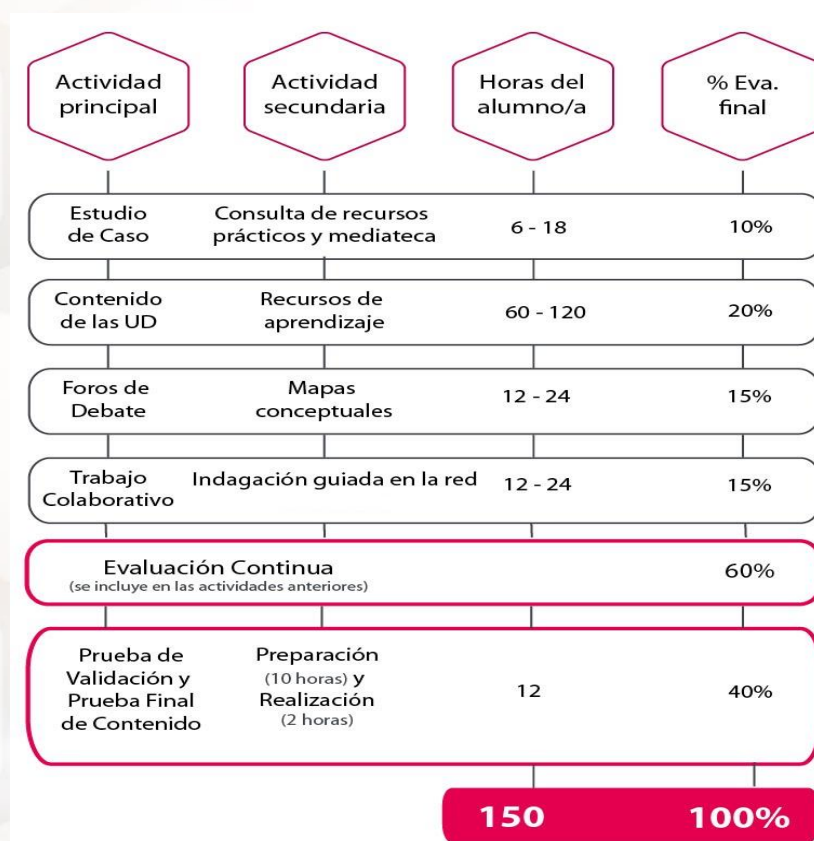 Actividad
principal
Actividad
secundaria
Horas del
alumno/a
% Eva.
final
Estudio
de Caso
Consulta de recursos
prácticos y mediateca
6 - 18
10%
Contenido
de las UD
Recursos de
aprendizaje
60 - 120
20%
Foros de
Debate
Mapas
conceptuales
12 - 24
15%
Trabajo
Colaborativo
Indagación guiada en la red
12 - 24
15%
Evaluación Continua
(se incluye en las actividades anteriores)
60%
Prueba de
Validación y
Prueba Final
de Contenido
Preparación
(10 horas) y
Realización
(2 horas)
12
40%
150
100%